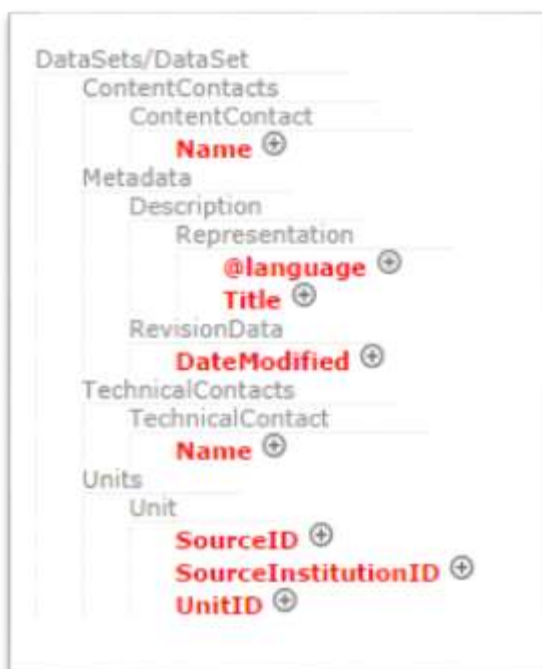 DataSets/DataSet
ContentContacts
ContentContact
Name
Metadata
Description
Representation
@language
Title
RevisionData
DateModified
TechnicalContacts
TechnicalContact
Name
Units
Unit
SourceID
SourceInstitutionID
UnitID